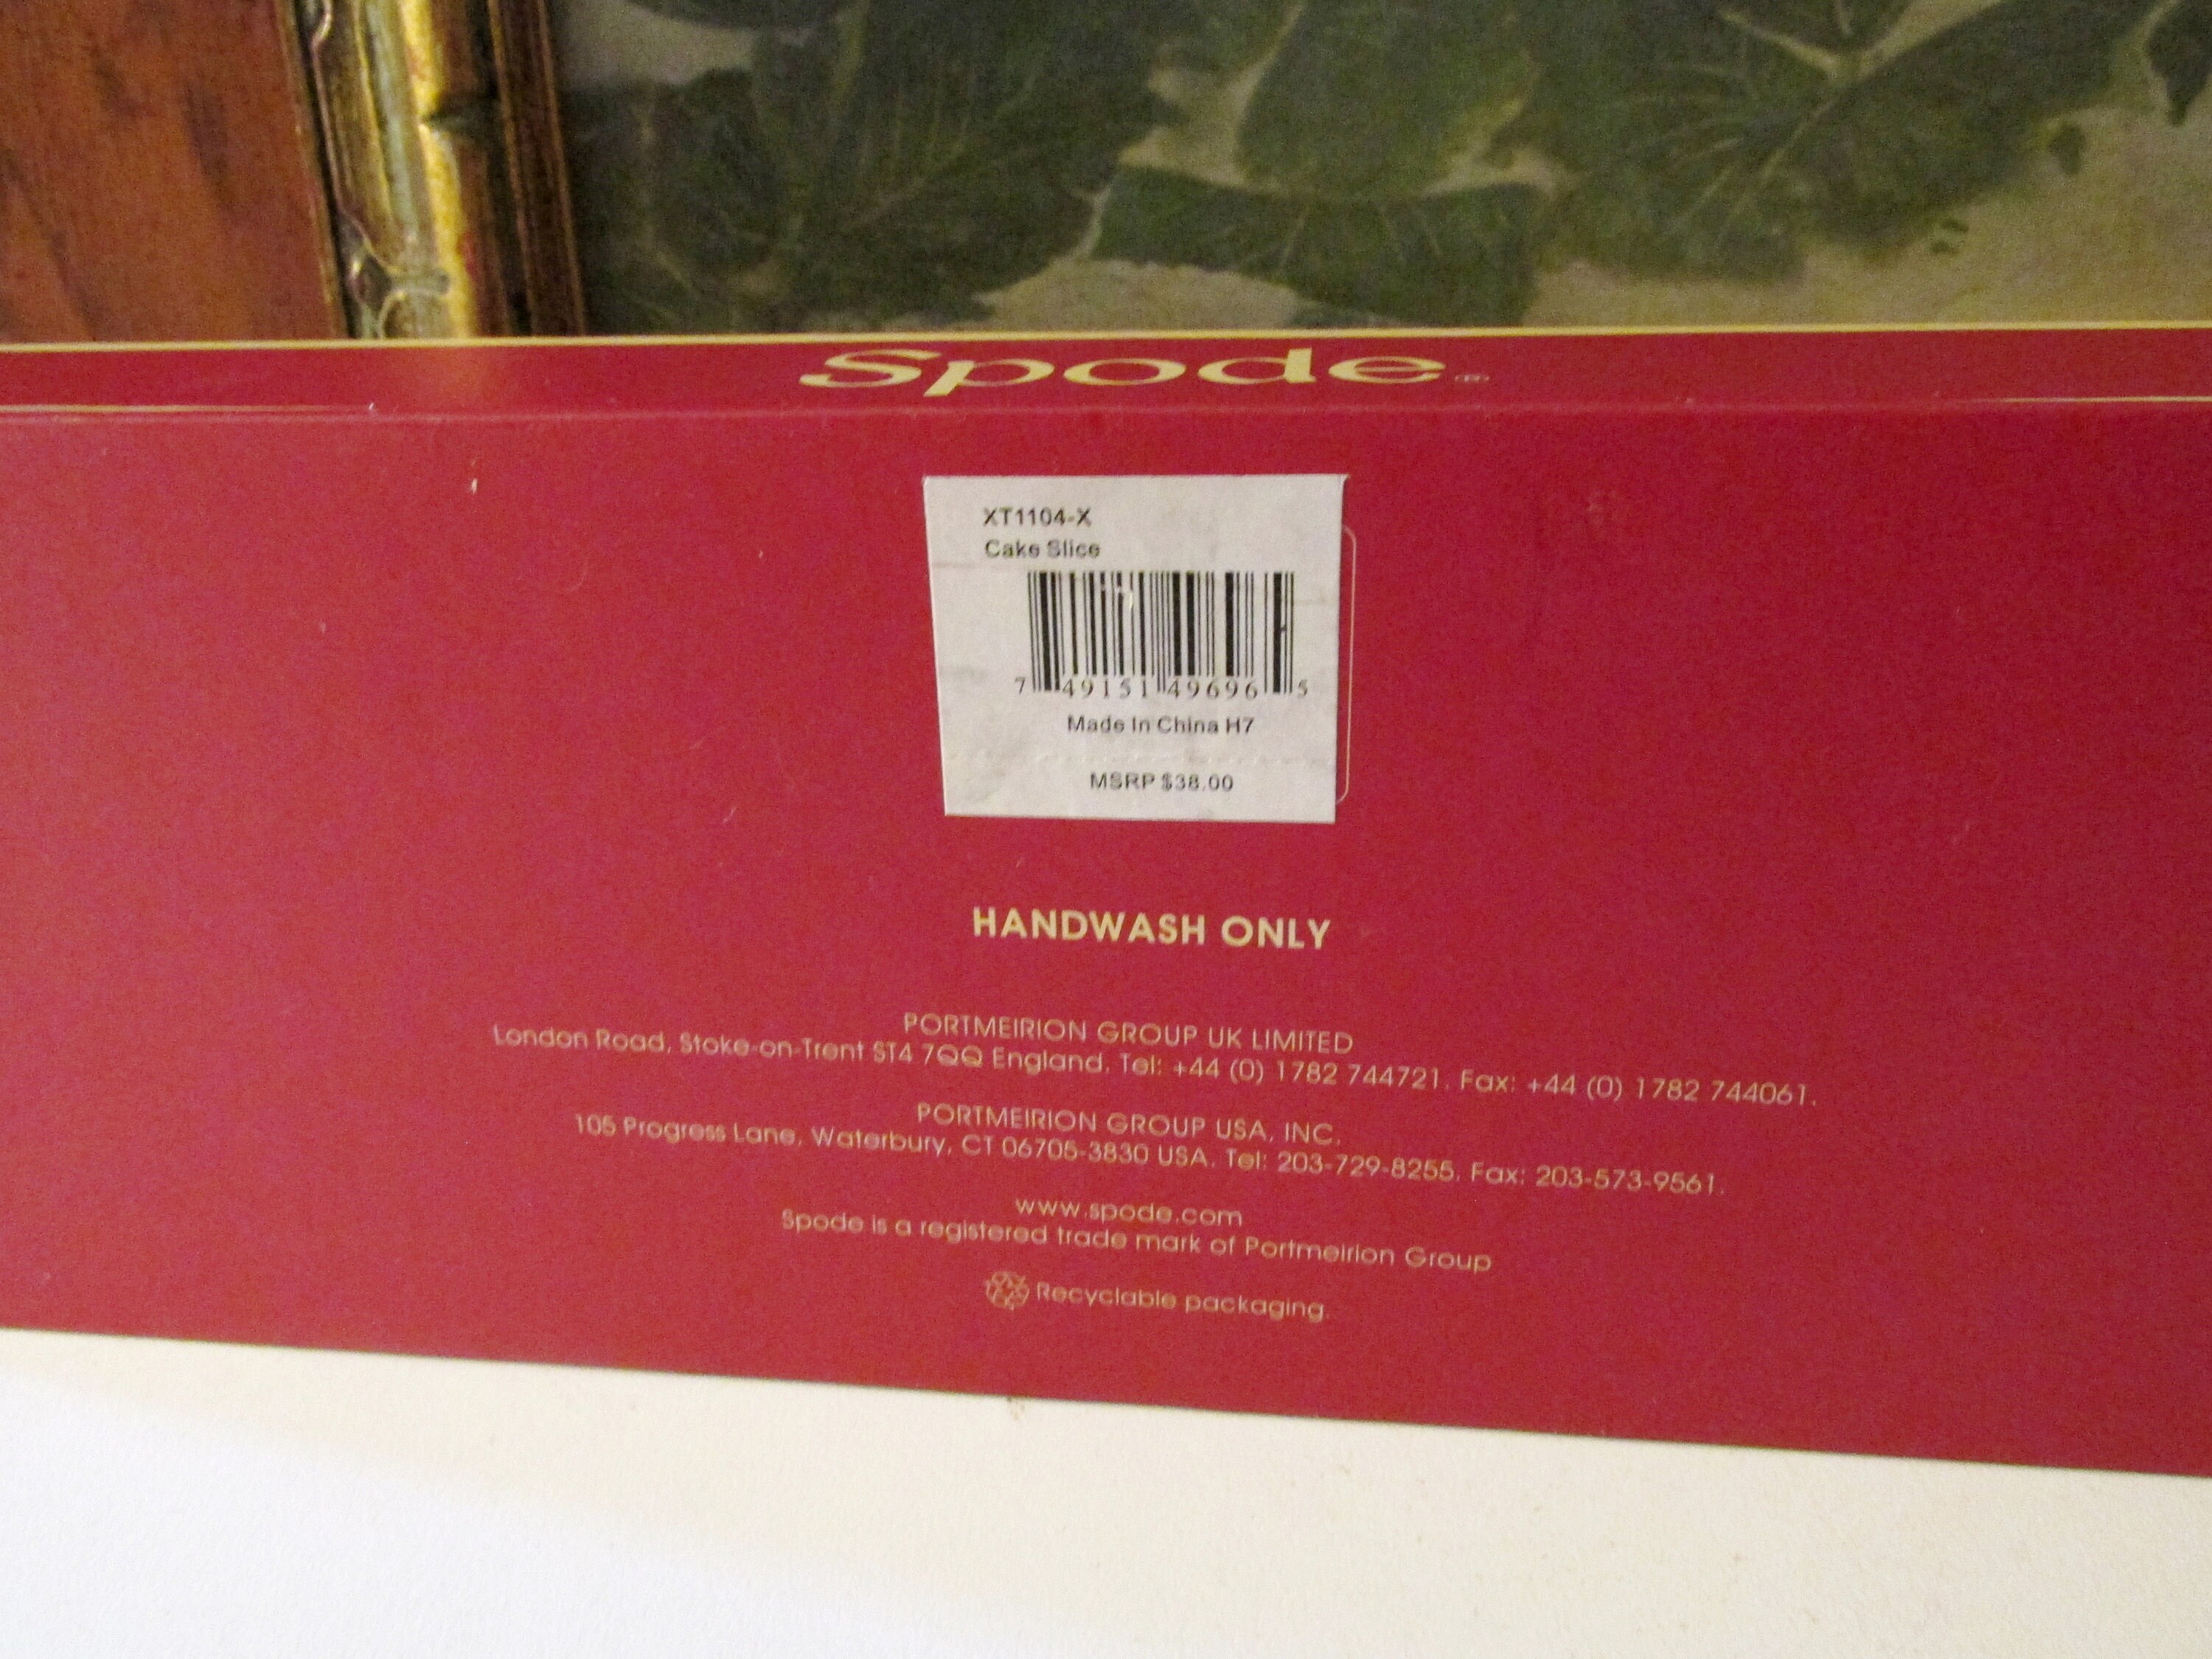 Spode®
XT1104-X
Cake Slice
7 49151 49696 5
Made In China H7
MSRP $38.00
HANDWASH ONLY
PORTMEIRION GROUP UK LIMITED
London Road, Stoke-on-Trent ST4 7QQ England. Tel: +44 (0) 1782 744721. Fax: +44 (0) 1782 744061.
PORTMEIRION GROUP USA, INC.
105 Progress Lane, Waterbury, CT 06705-3830 USA. Tel: 203-729-8255. Fax: 203-573-9561.
www.spode.com
Spode is a registered trade mark of Portmeirion Group
Recyclable packaging.